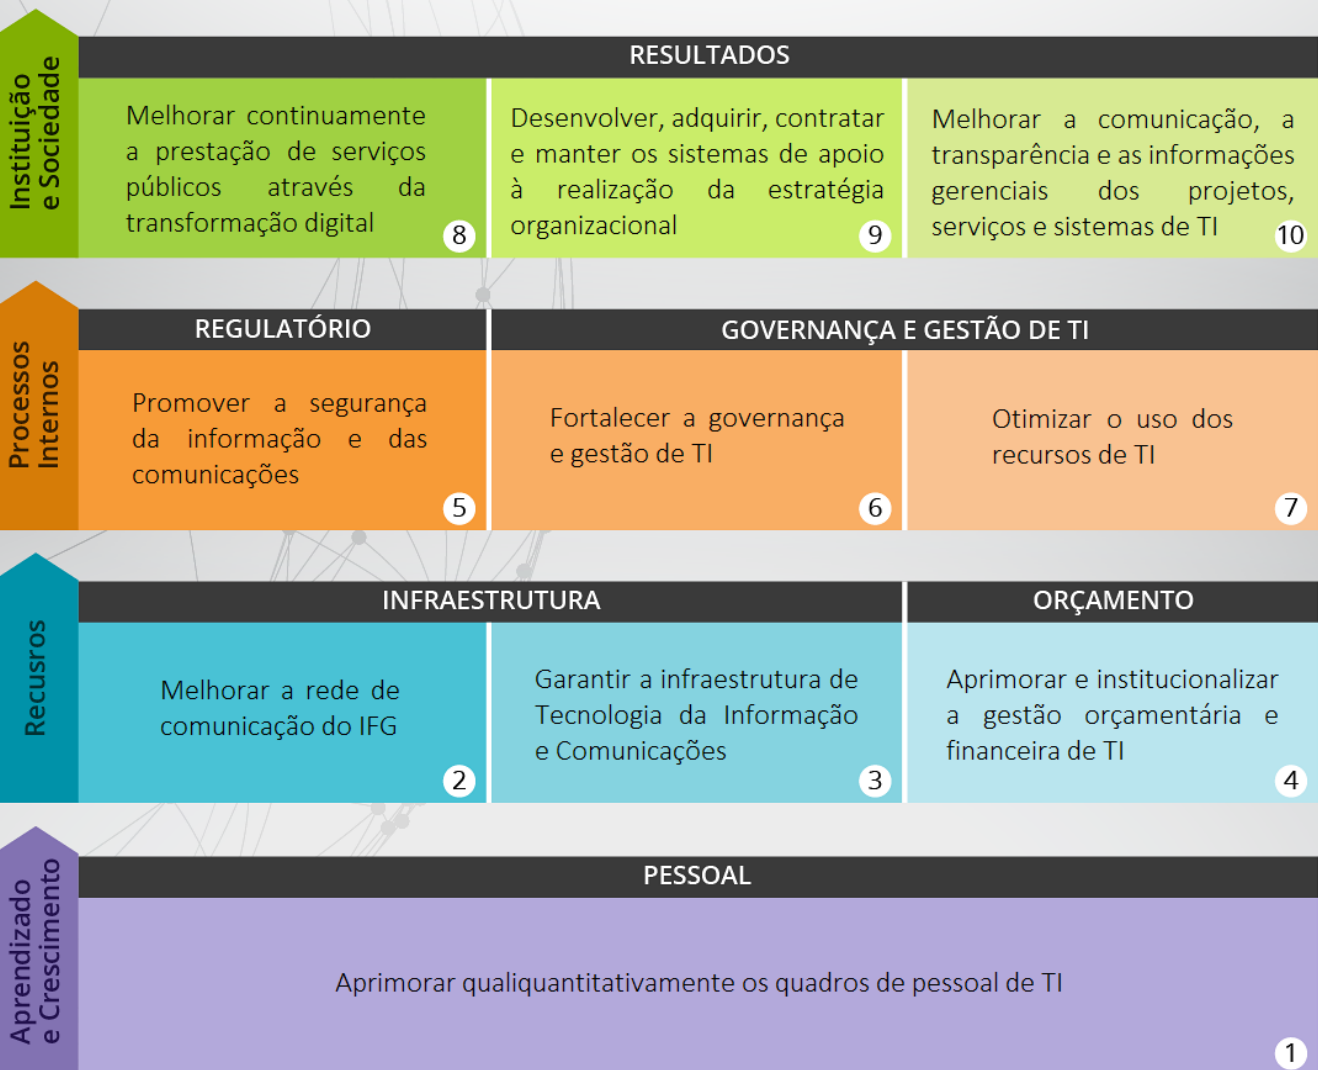 Instituição
e Sociedade
RESULTADOS
Melhorar continuamente
a prestação de serviços
públicos através da
transformação digital
8
Desenvolver, adquirir, contratar
e manter os sistemas de apoio
à realização da estratégia
organizacional
9
Melhorar a comunicação, a
transparência e as informações
gerenciais dos projetos,
serviços e sistemas de TI
10
Processos
Internos
REGULATÓRIO
Promover a segurança
da informação e das
comunicações
5
GOVERNANÇA E GESTÃO DE TI
Fortalecer a governança
e gestão de TI
6
Otimizar o uso dos
recursos de TI
7
Recusros
INFRAESTRUTURA
Melhorar a rede de
comunicação do IFG
2
Garantir a infraestrutura de
Tecnologia da Informação
e Comunicações
3
ORÇAMENTO
Aprimorar e institucionalizar
a gestão orçamentária e
financeira de TI
4
Aprendizado
e Crescimento
PESSOAL
Aprimorar qualiquantitativamente os quadros de pessoal de TI
1